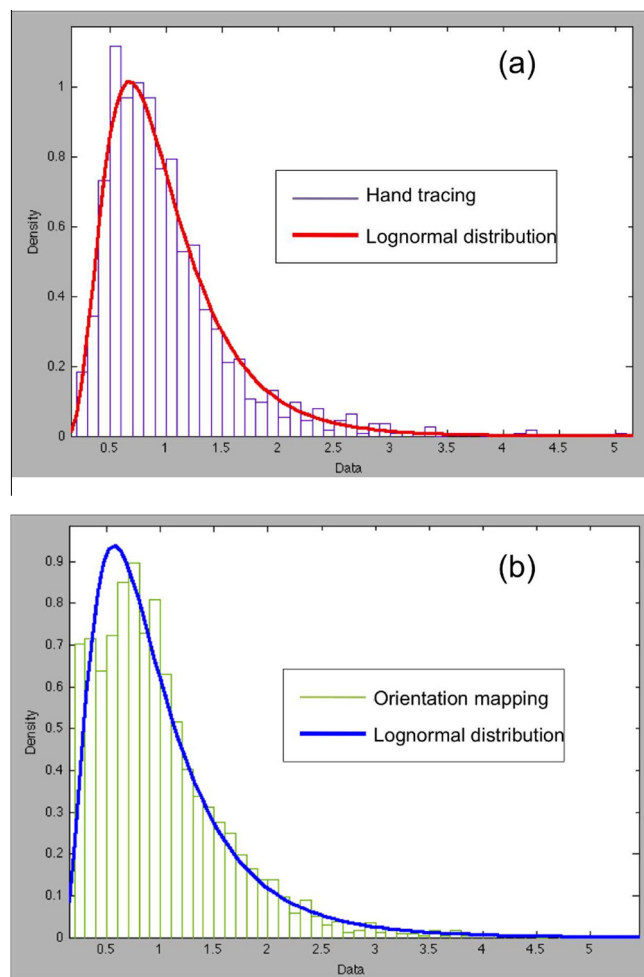 (a)
1
0.8
0.6
0.4
0.2
0
Density
Hand tracing
Lognormal distribution
0.5 1 1.5 2 2.5 3 3.5 4 4.5 5
Data
(b)
0.9
0.8
0.7
0.6
0.5
0.4
0.3
0.2
0.1
0
Density
Orientation mapping
Lognormal distribution
0.5 1 1.5 2 2.5 3 3.5 4 4.5 5
Data